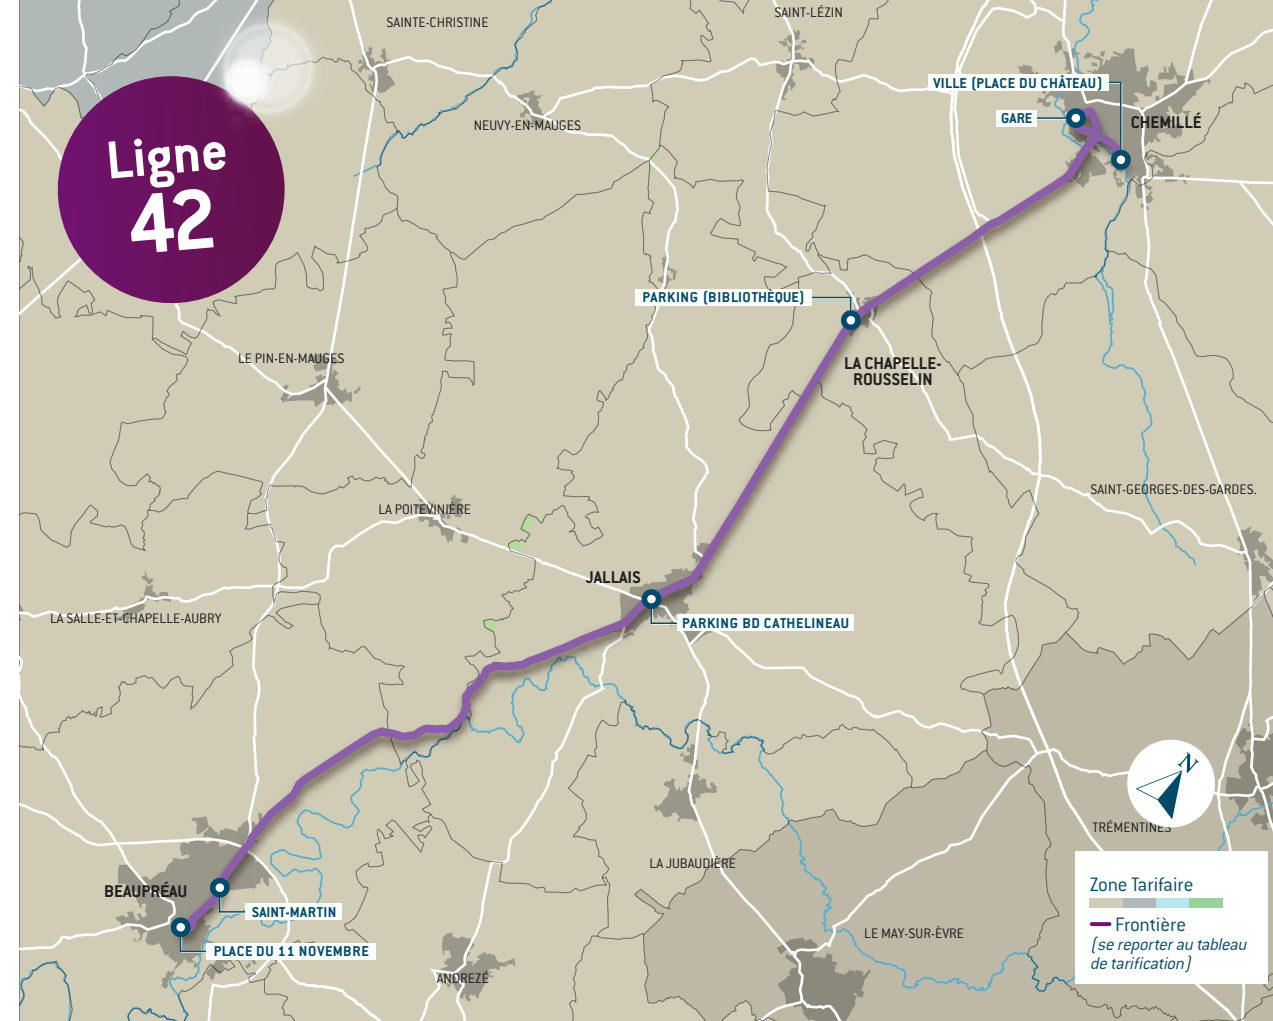 SAINTE-CHRISTINE
SAINT-LÉZIN
VILLE (PLACE DU CHÂTEAU)
GARE
CHEMILLÉ
NEUVY-EN-MAUGES
Ligne
42
PARKING (BIBLIOTHÈQUE)
LE PIN-EN-MAUGES
LA CHAPELLE-
ROUSSELIN
SAINT-GEORGES-DES-GARDES.
LA POITEVINIÈRE
JALLAIS
LA SALLE-ET-CHAPELLE-AUBRY
PARKING BD CATHELINEAU
N
TRÉMENTINES
LA JUBAUDIÈRE
BEAUPRÉAU
SAINT-MARTIN
PLACE DU 11 NOVEMBRE
LE MAY-SUR-ÈVRE
ANDREZÉ
Zone Tarifaire
Frontière
(se reporter au tableau
de tarification)